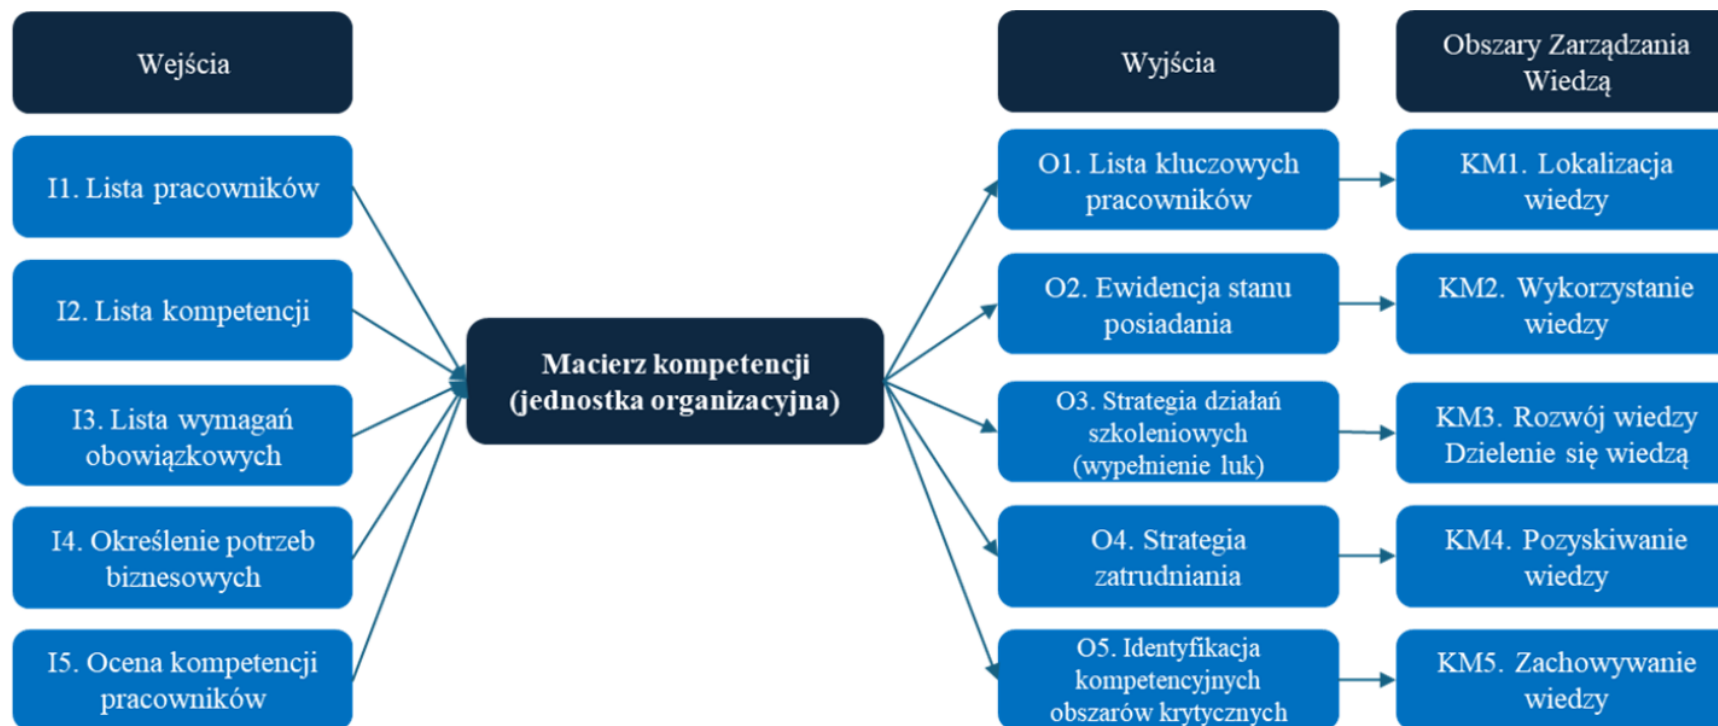 Wejścia
I1. Lista pracowników
I2. Lista kompetencji
I3. Lista wymagań
obowiązkowych
I4. Określenie potrzeb
biznesowych
I5. Ocena kompetencji
pracowników
Macierz kompetencji
(jednostka organizacyjna)
Wyjścia
O1. Lista kluczowych
pracowników
O2. Ewidencja stanu
posiadania
O3. Strategia działań
szkoleniowych
(wypełnienie luk)
O4. Strategia
zatrudniania
O5. Identyfikacja
kompetencyjnych
obszarów krytycznych
Obszary Zarządzania
Wiedzą
KM1. Lokalizacja
wiedzy
KM2. Wykorzystanie
wiedzy
KM3. Rozwój wiedzy
Dzielenie się wiedzą
KM4. Pozyskiwanie
wiedzy
KM5. Zachowywanie
wiedzy